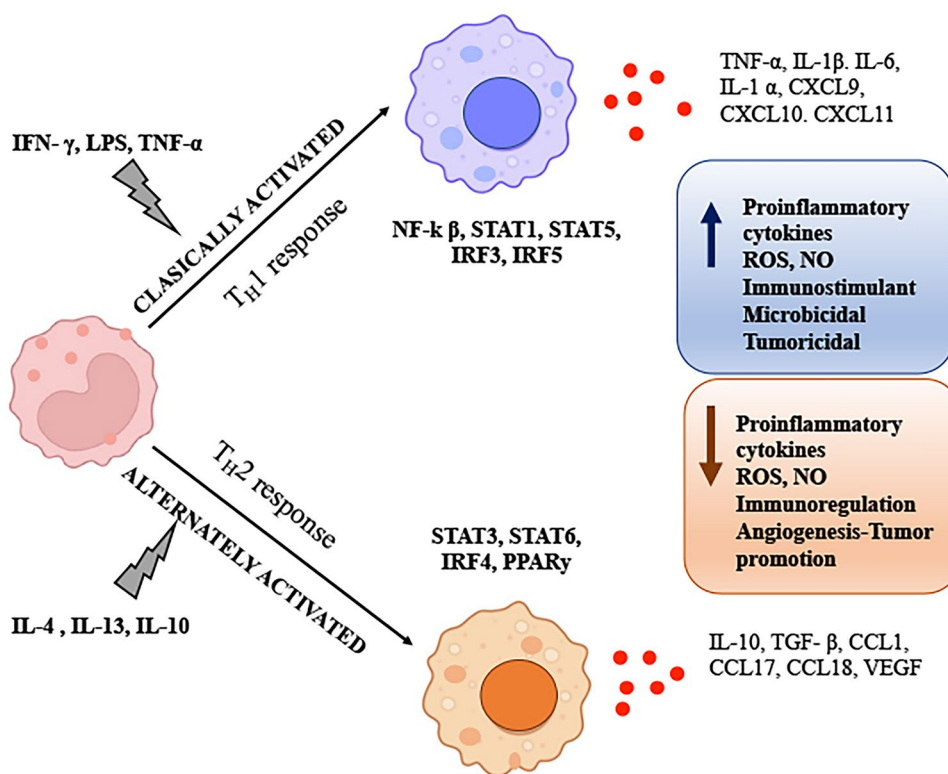 TNF-α, IL-1β. IL-6,
IL-1 α, CXCL9,
CXCL10. CXCL11
IFN- γ, LPS, TNF-α
CLASICALLY ACTIVATED
TH1 response
NF-k β, STAT1, STAT5,
IRF3, IRF5
Proinflammatory
cytokines
ROS, NO
Immunostimulant
Microbicidal
Tumoricidal
Proinflammatory
cytokines
ROS, NO
Immunoregulation
Angiogenesis-Tumor
promotion
TH2 response
ALTERNATELY ACTIVATED
STAT3, STAT6,
IRF4, PPARy
IL-4 , IL-13, IL-10
IL-10, TGF- β, CCL1,
CCL17, CCL18, VEGF